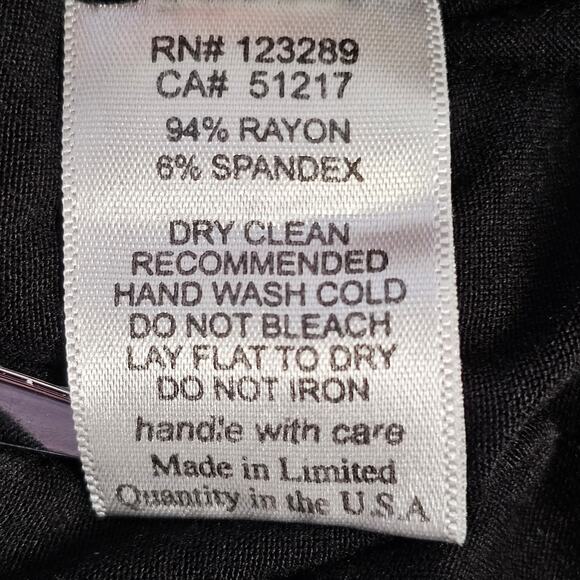 RN# 123289
CA# 51217
94% RAYON
6% SPANDEX
DRY CLEAN
RECOMMENDED
HAND WASH COLD
DO NOT BLEACH
LAY FLAT TO DRY
DO NOT IRON
handle with care
Made in Limited
Quantity in the U.S.A